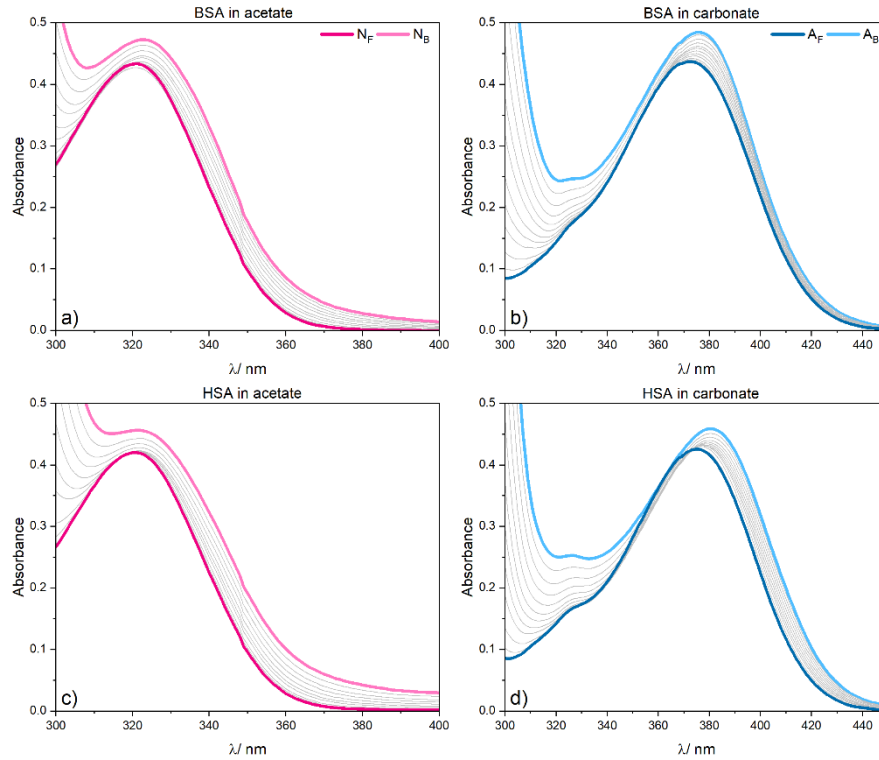 BSA in acetate
N_F N_B
0.5
0.4
0.3
0.2
0.1
0.0
Absorbance
a)
300 320 340 360 380 400
λ/ nm
BSA in carbonate
A_F A_B
0.5
0.4
0.3
0.2
0.1
0.0
Absorbance
b)
300 320 340 360 380 400 420 440
λ/ nm
HSA in acetate
0.5
0.4
0.3
0.2
0.1
0.0
Absorbance
c)
300 320 340 360 380 400
λ/ nm
HSA in carbonate
0.5
0.4
0.3
0.2
0.1
0.0
Absorbance
d)
300 320 340 360 380 400 420 440
λ/ nm